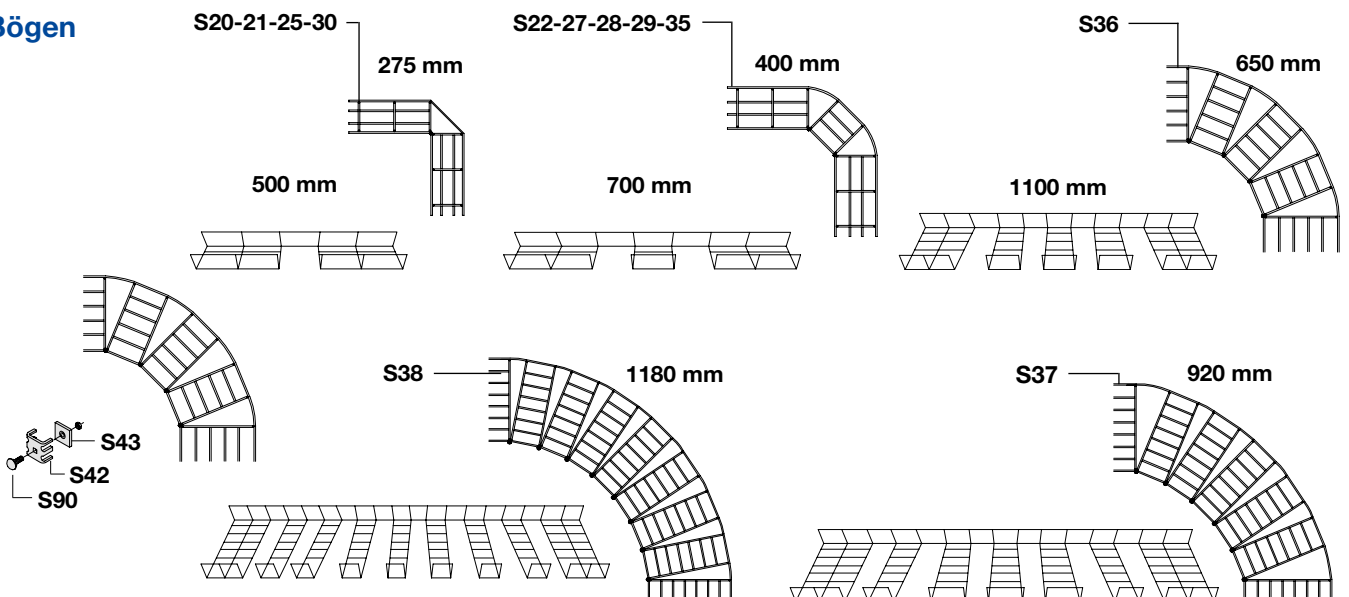 Bögen
S20-21-25-30
275 mm
500 mm
S22-27-28-29-35
400 mm
700 mm
S36
650 mm
1100 mm
S43
S42
S90
S38
1180 mm
S37
920 mm